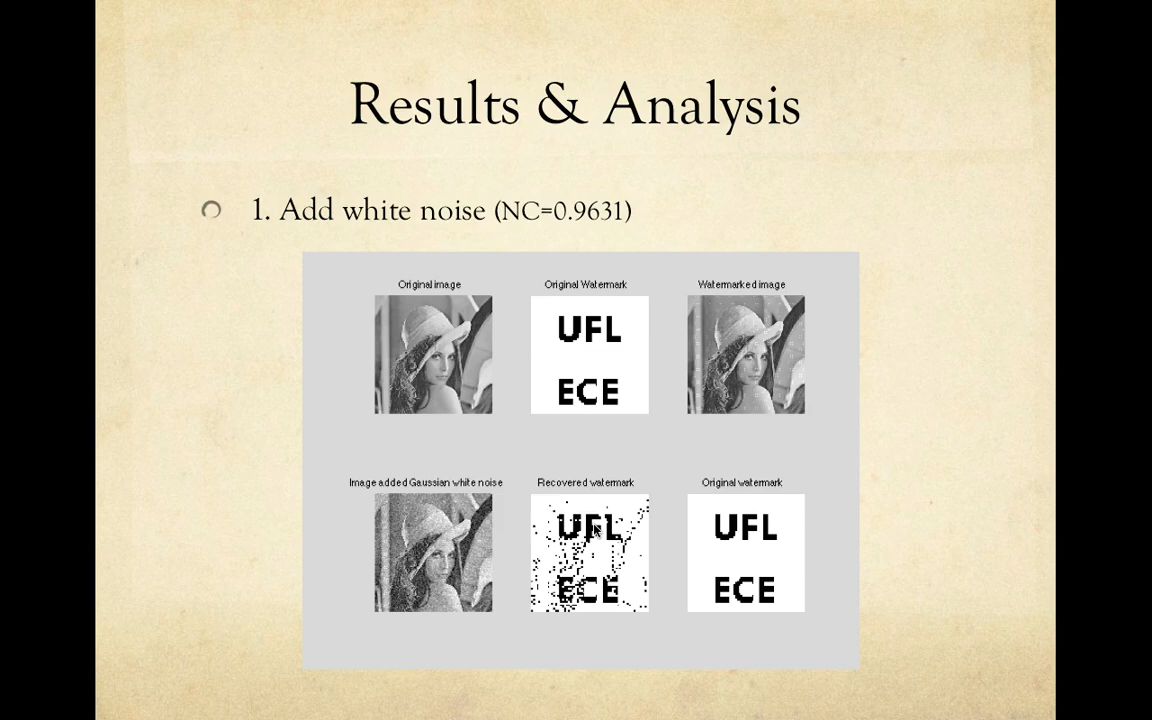 Results & Analysis
1. Add white noise (NC=0.9631)
Original image
Original Watermark
Watermarked image
UFL
ECE
Image added Gaussian white noise
Recovered watermark
Original watermark
UFL
ECE
UFL
ECE